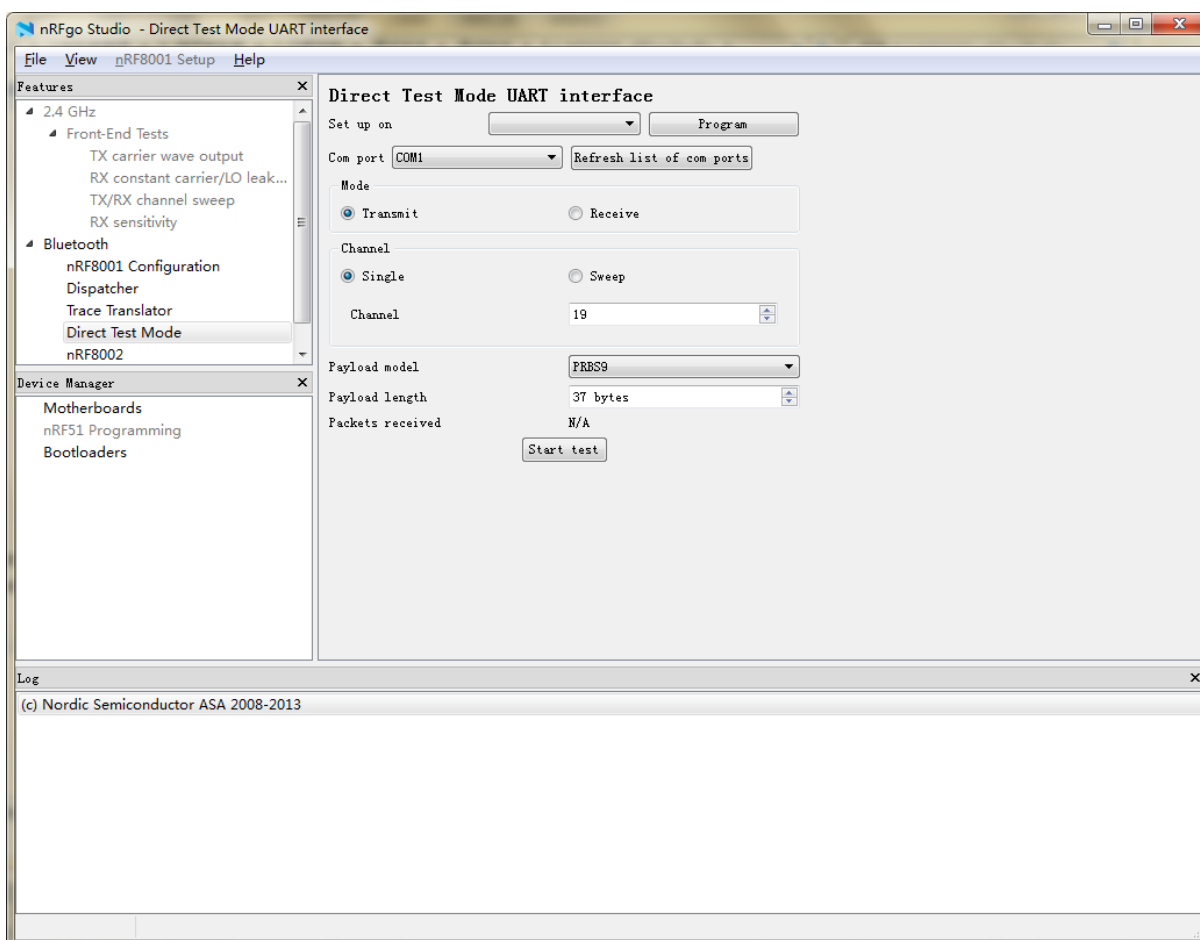 nRFgo Studio - Direct Test Mode UART interface
File View nRF8001 Setup Help
Features
2.4 GHz
Front-End Tests
TX carrier wave output
RX constant carrier/LO leak...
TX/RX channel sweep
RX sensitivity
Bluetooth
nRF8001 Configuration
Dispatcher
Trace Translator
Direct Test Mode
nRF8002
Device Manager
Motherboards
nRF51 Programming
Bootloaders
Direct Test Mode UART interface
Set up on Program
Com port COM1 Refresh list of com ports
Mode
Transmit Receive
Channel
Single Sweep
Channel 19
Payload model PRBS9
Payload length 37 bytes
Packets received N/A
Start test
Log
(c) Nordic Semiconductor ASA 2008-2013